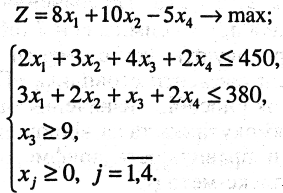 Z = 8x₁ + 10x₂ − 5x₄ → max;
2x₁ + 3x₂ + 4x₃ + 2x₄ ≤ 450,
3x₁ + 2x₂ + x₃ + 2x₄ ≤ 380,
x₃ ≥ 9,
xⱼ ≥ 0, j = 1,4.